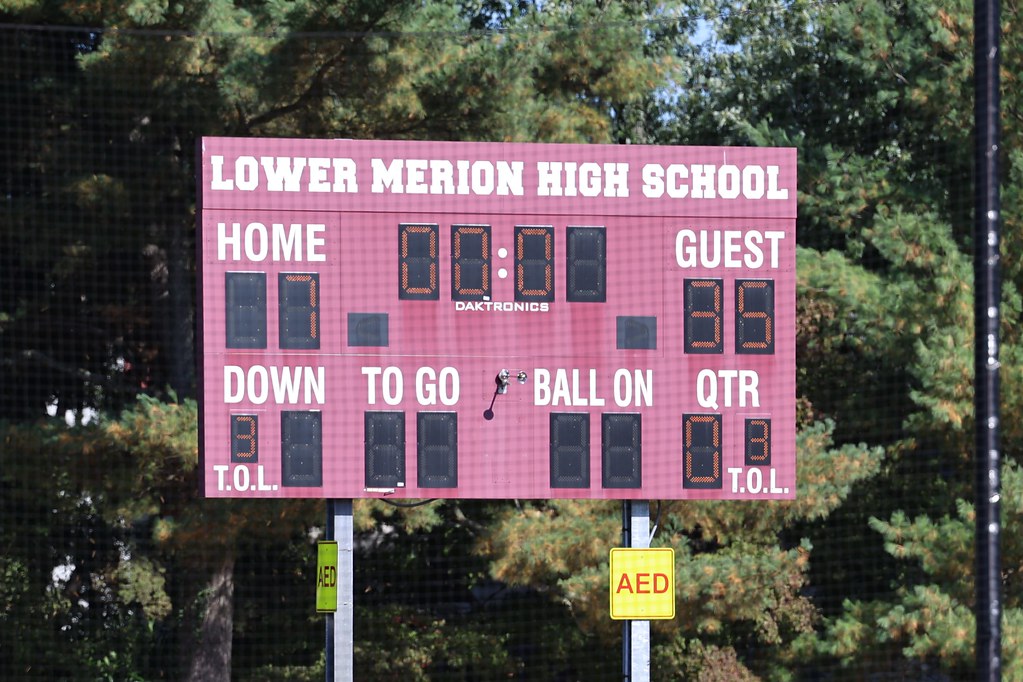 LOWER MERION HIGH SCHOOL
HOME 00:0 GUEST
7 35
DAKTRONICS
DOWN TO GO BALL ON QTR
3 0 3
T.O.L. T.O.L.
AED AED